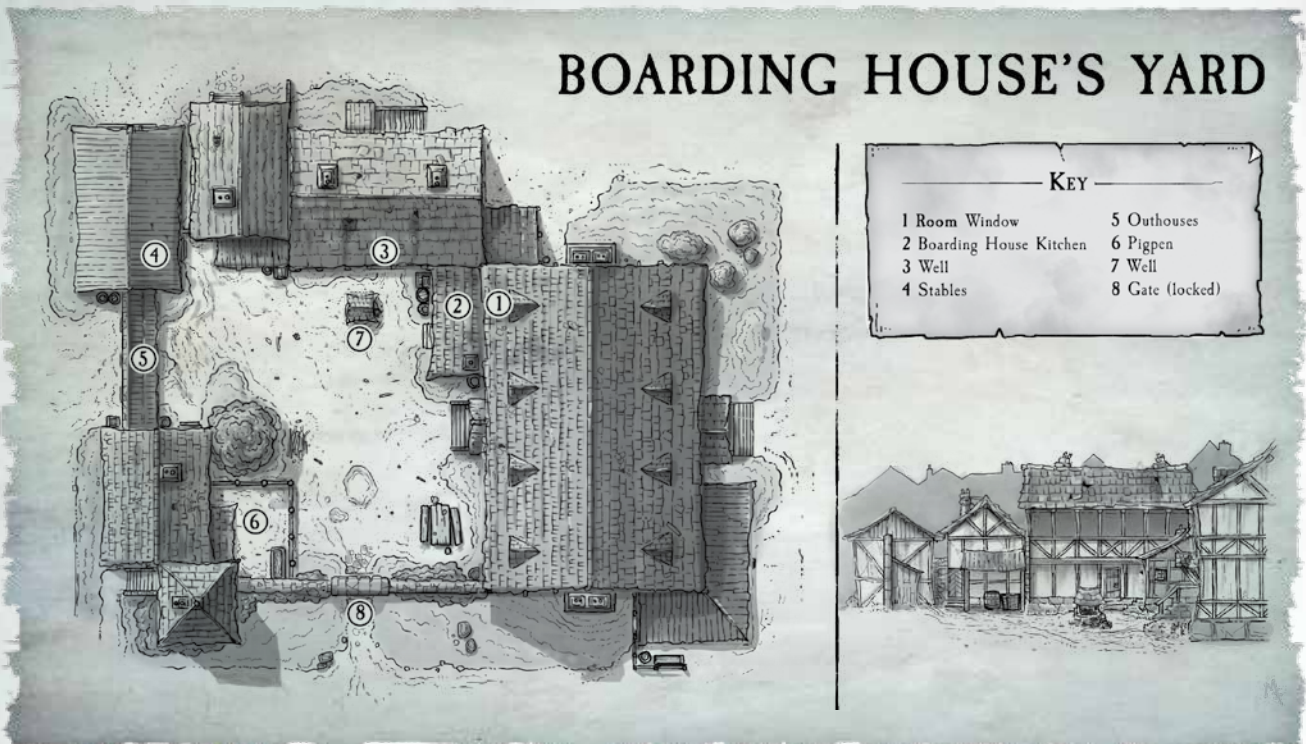 BOARDING HOUSE'S YARD
KEY
1 Room Window
2 Boarding House Kitchen
3 Well
4 Stables
5 Outhouses
6 Pigpen
7 Well
8 Gate (locked)
4
3
2
1
7
5
6
8